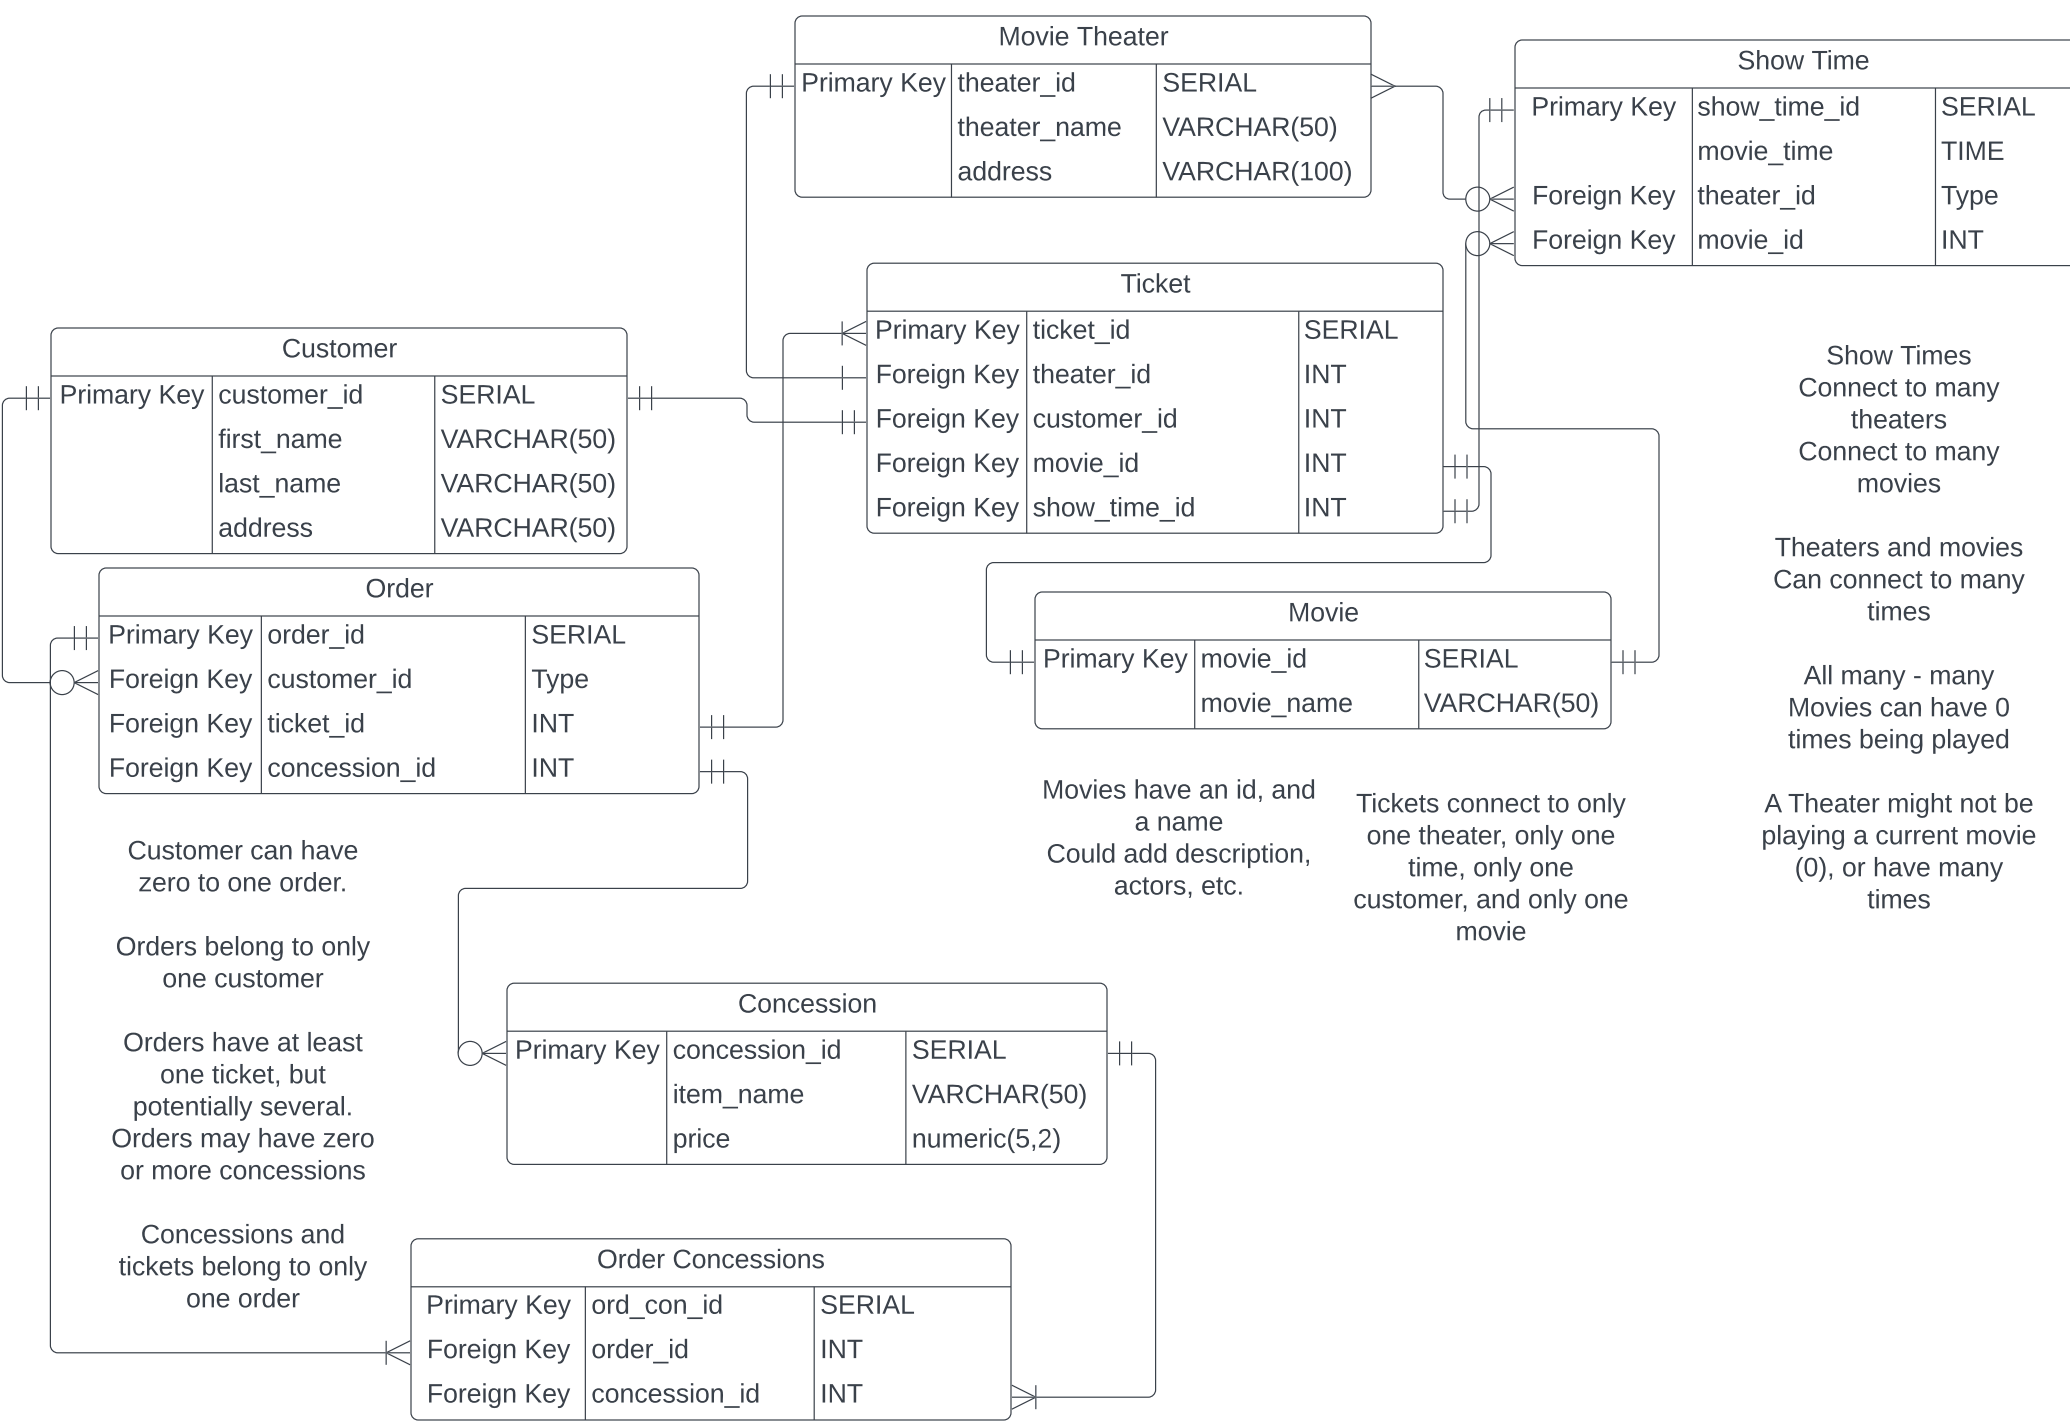 Movie Theater
Primary Key theater_id SERIAL
theater_name VARCHAR(50)
address VARCHAR(100)
Show Time
Primary Key show_time_id SERIAL
movie_time TIME
Foreign Key theater_id Type
Foreign Key movie_id INT
Ticket
Primary Key ticket_id SERIAL
Foreign Key theater_id INT
Foreign Key customer_id INT
Foreign Key movie_id INT
Foreign Key show_time_id INT
Customer
Primary Key customer_id SERIAL
first_name VARCHAR(50)
last_name VARCHAR(50)
address VARCHAR(50)
Show Times
Connect to many
theaters
Connect to many
movies
Theaters and movies
Can connect to many
times
All many - many
Movies can have 0
times being played
A Theater might not be
playing a current movie
(0), or have many
times
Order
Primary Key order_id SERIAL
Foreign Key customer_id Type
Foreign Key ticket_id INT
Foreign Key concession_id INT
Movie
Primary Key movie_id SERIAL
movie_name VARCHAR(50)
Movies have an id, and
a name
Could add description,
actors, etc.
Tickets connect to only
one theater, only one
time, only one
customer, and only one
movie
Customer can have
zero to one order.
Orders belong to only
one customer
Orders have at least
one ticket, but
potentially several.
Orders may have zero
or more concessions
Concessions and
tickets belong to only
one order
Concession
Primary Key concession_id SERIAL
item_name VARCHAR(50)
price numeric(5,2)
Order Concessions
Primary Key ord_con_id SERIAL
Foreign Key order_id INT
Foreign Key concession_id INT